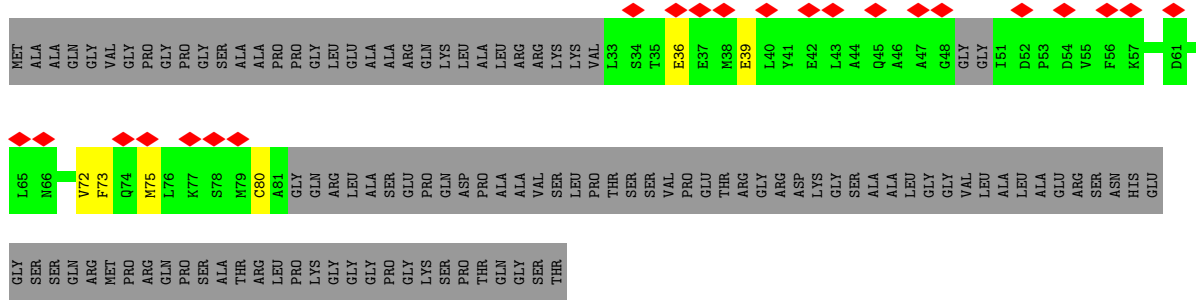 MET ALA ALA GLN GLY VAL GLY PRO GLY PRO GLY SER ALA ALA PRO PRO GLY LEU GLU ALA ALA ARG GLN LYS LEU ALA LEU ARG ARG LYS LYS VAL L33 S34 T35 E36 E37 M38 E39 L40 Y41 E42 L43 A44 Q45 A46 A47 G48 GLY GLY I51 D52 P53 D54 V55 F56 K57 D61
L65 N66 V72 F73 Q74 M75 L76 K77 S78 M79 C80 A81 GLY GLN ARG LEU ALA SER GLU PRO GLN ASP PRO ALA ALA VAL SER LEU PRO THR SER SER VAL PRO GLU THR ARG GLY ARG ASP LYS GLY SER ALA ALA LEU GLY GLY VAL LEU ALA LEU ALA GLU ARG SER ASN HIS GLU
GLY SER SER GLN ARG MET PRO ARG GLN PRO SER ALA THR ARG LEU PRO LYS GLY GLY GLY PRO GLY LYS SER PRO THR GLN GLY SER THR